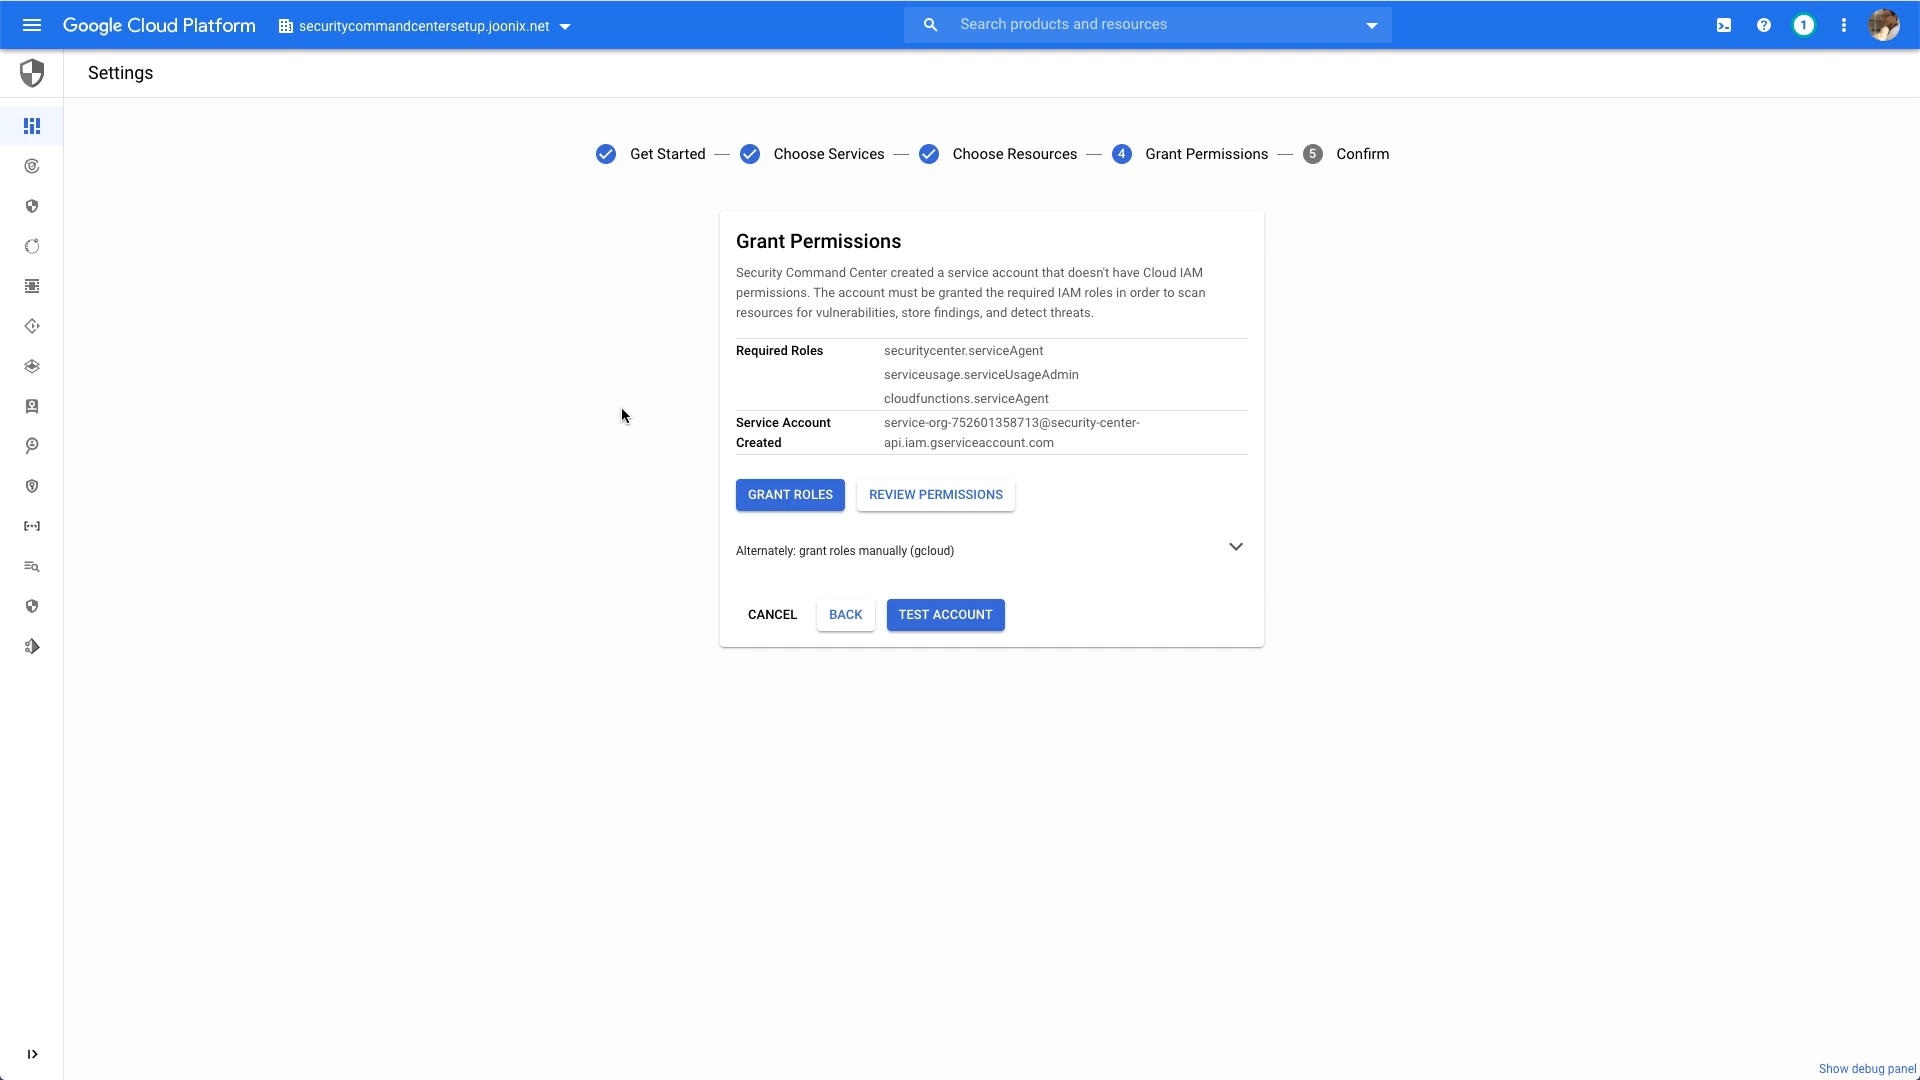 Google Cloud Platform
securitycommandcentersetup.joonix.net
Search products and resources
1
Settings
Get Started
Choose Services
Choose Resources
4 Grant Permissions
5 Confirm
Grant Permissions
Security Command Center created a service account that doesn't have Cloud IAM
permissions. The account must be granted the required IAM roles in order to scan
resources for vulnerabilities, store findings, and detect threats.
Required Roles
securitycenter.serviceAgent
serviceusage.serviceUsageAdmin
cloudfunctions.serviceAgent
Service Account
Created
service-org-752601358713@security-center-
api.iam.gserviceaccount.com
GRANT ROLES
REVIEW PERMISSIONS
Alternately: grant roles manually (gcloud)
CANCEL
BACK
TEST ACCOUNT
Show debug panel